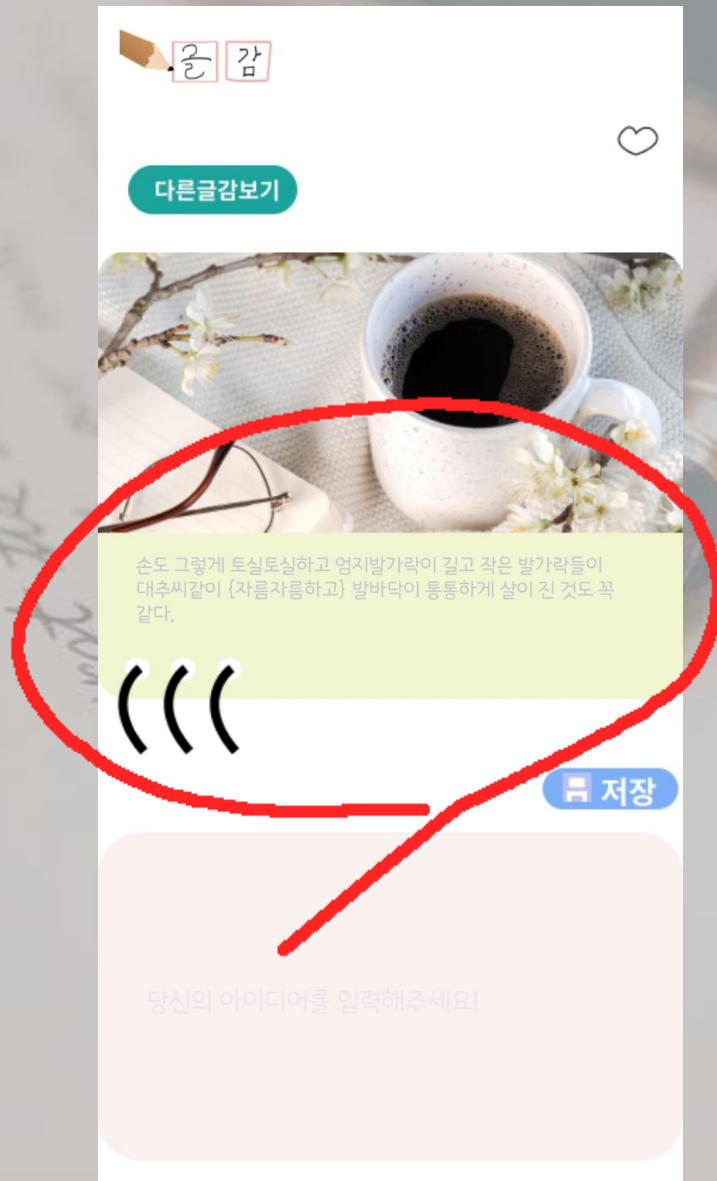 글감
다른글감보기
손도 그렇게 토실토실하고 엄지발가락이 길고 작은 발가락들이
대추씨같이 {자름자름하고} 발바닥이 통통하게 살이 진 것도 꼭
같다.
(((
저장
당신의 아이디어를 입력해주세요!